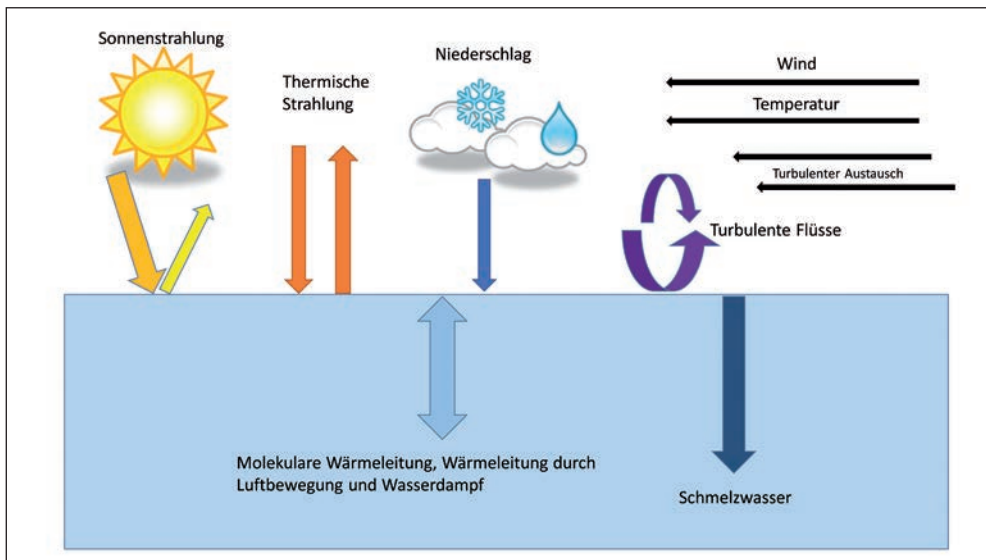 Sonnenstrahlung
Thermische
Strahlung
Niederschlag
Wind
Temperatur
Turbulenter Austausch
Turbulente Flüsse
Molekulare Wärmeleitung, Wärmeleitung durch
Luftbewegung und Wasserdampf
Schmelzwasser